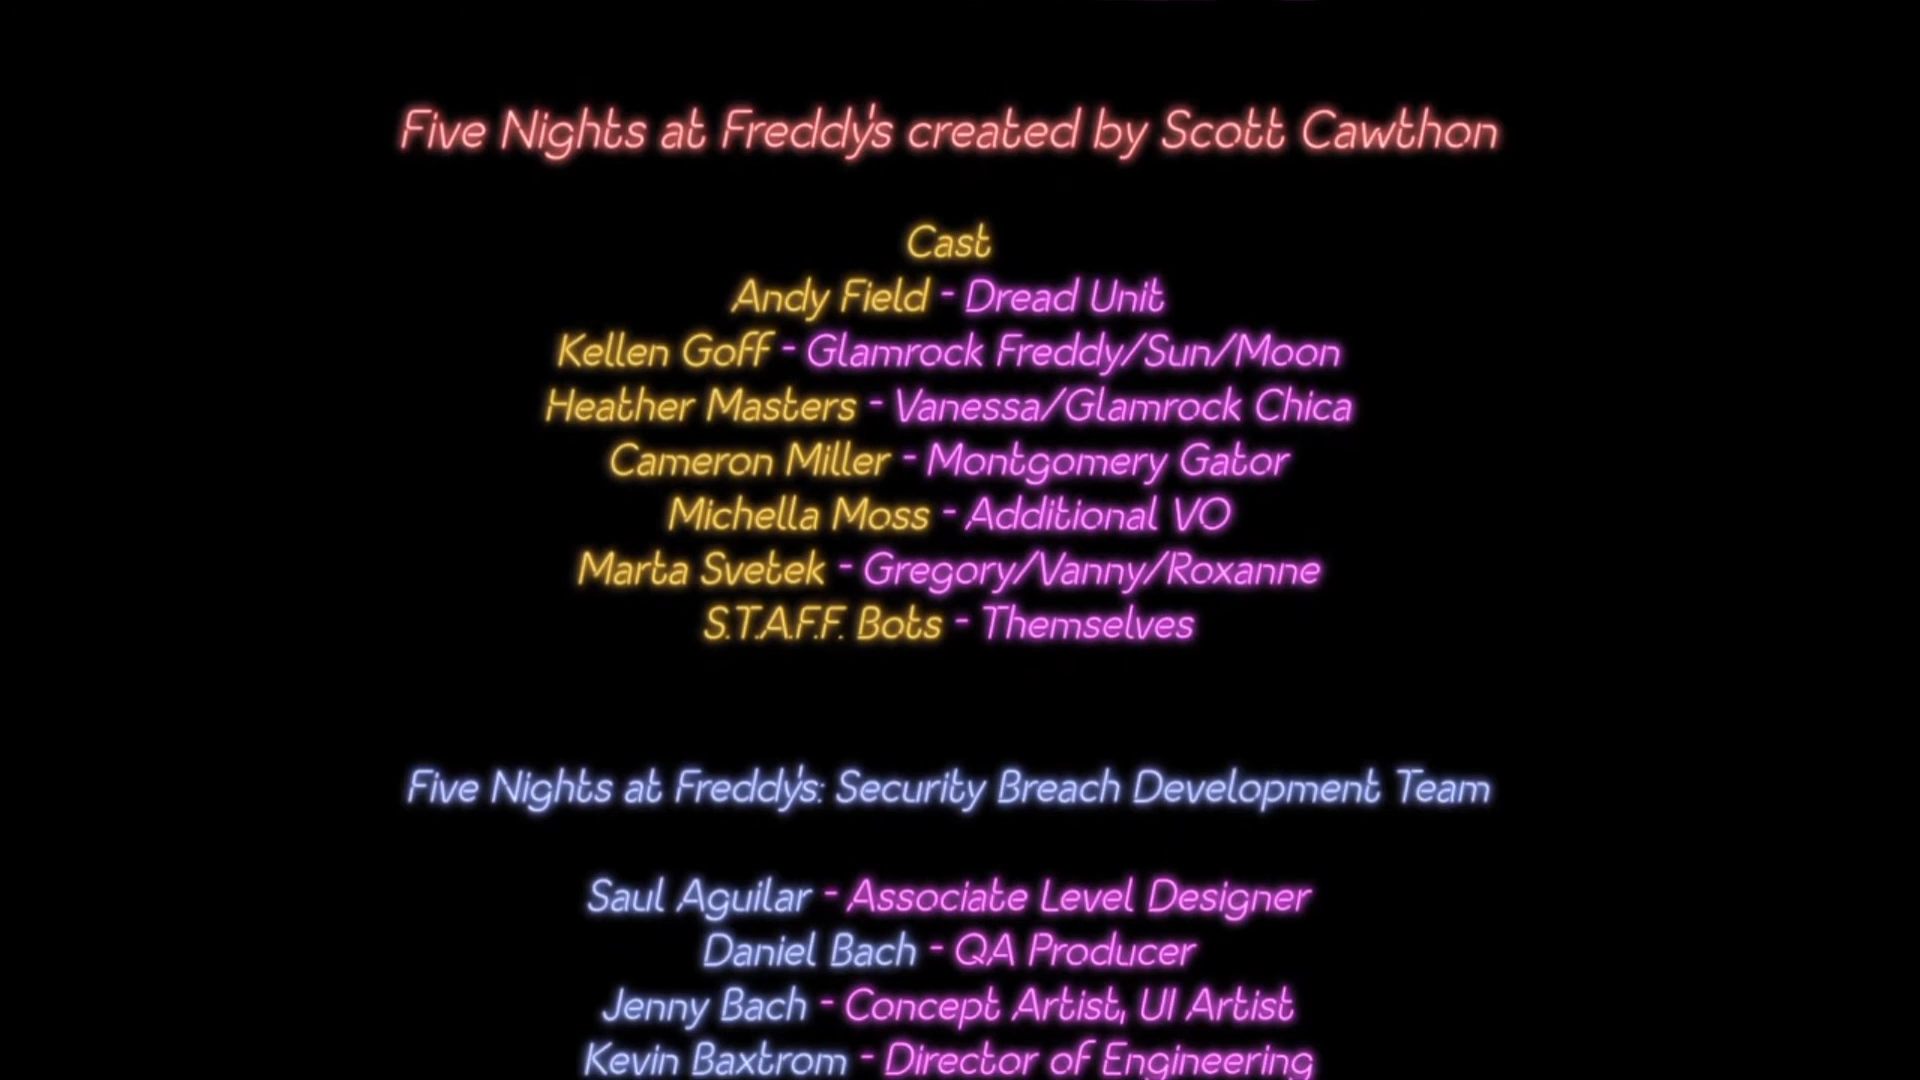 Five Nights at Freddy's created by Scott Cawthon
Cast
Andy Field - Dread Unit
Kellen Goff - Glamrock Freddy/Sun/Moon
Heather Masters - Vanessa/Glamrock Chica
Cameron Miller - Montgomery Gator
Michella Moss - Additional VO
Marta Svetek - Gregory/Vanny/Roxanne
S.T.A.F.F. Bots - Themselves
Five Nights at Freddy's: Security Breach Development Team
Saul Aguilar - Associate Level Designer
Daniel Bach - QA Producer
Jenny Bach - Concept Artist, UI Artist
Kevin Baxtrom - Director of Engineering